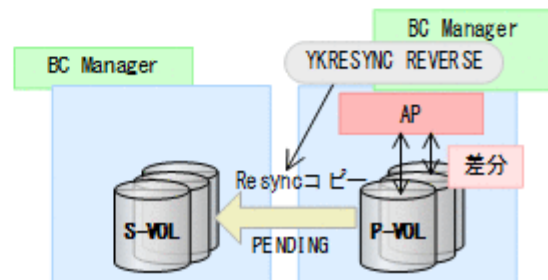 BC Manager
BC Manager
YKRESYNC REVERSE
AP
差分
Resyncコピー
S-VOL
P-VOL
PENDING